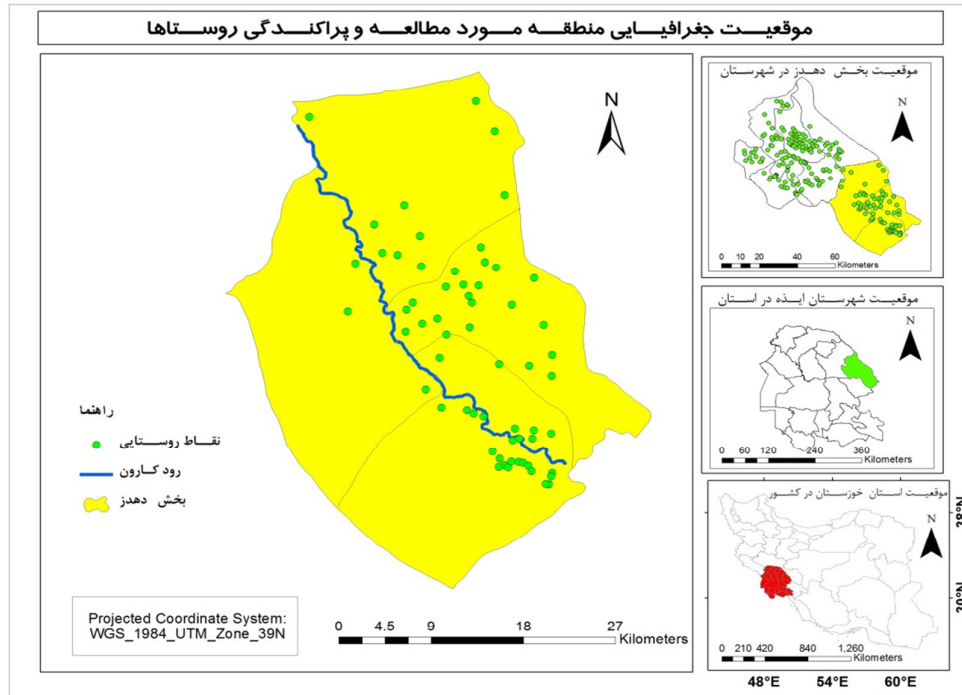 موقعیت جغرافیایی منطقه مورد مطالعه و پراکندگی روستاها
N
راهنما
نقاط روستایی
رود کارون
بخش دهدز
Projected Coordinate System:
WGS_1984_UTM_Zone_39N
0 4.5 9 18 27
Kilometers
موقعیت بخش دهدز در شهرستان
N
0 10 20 40 60
Kilometers
موقعیت شهرستان ایذه در استان
N
0 60 120 240 360
Kilometers
موقعیت استان خوزستان در کشور
N
38°N
30°N
0 210 420 840 1,260
Kilometers
48°E 54°E 60°E